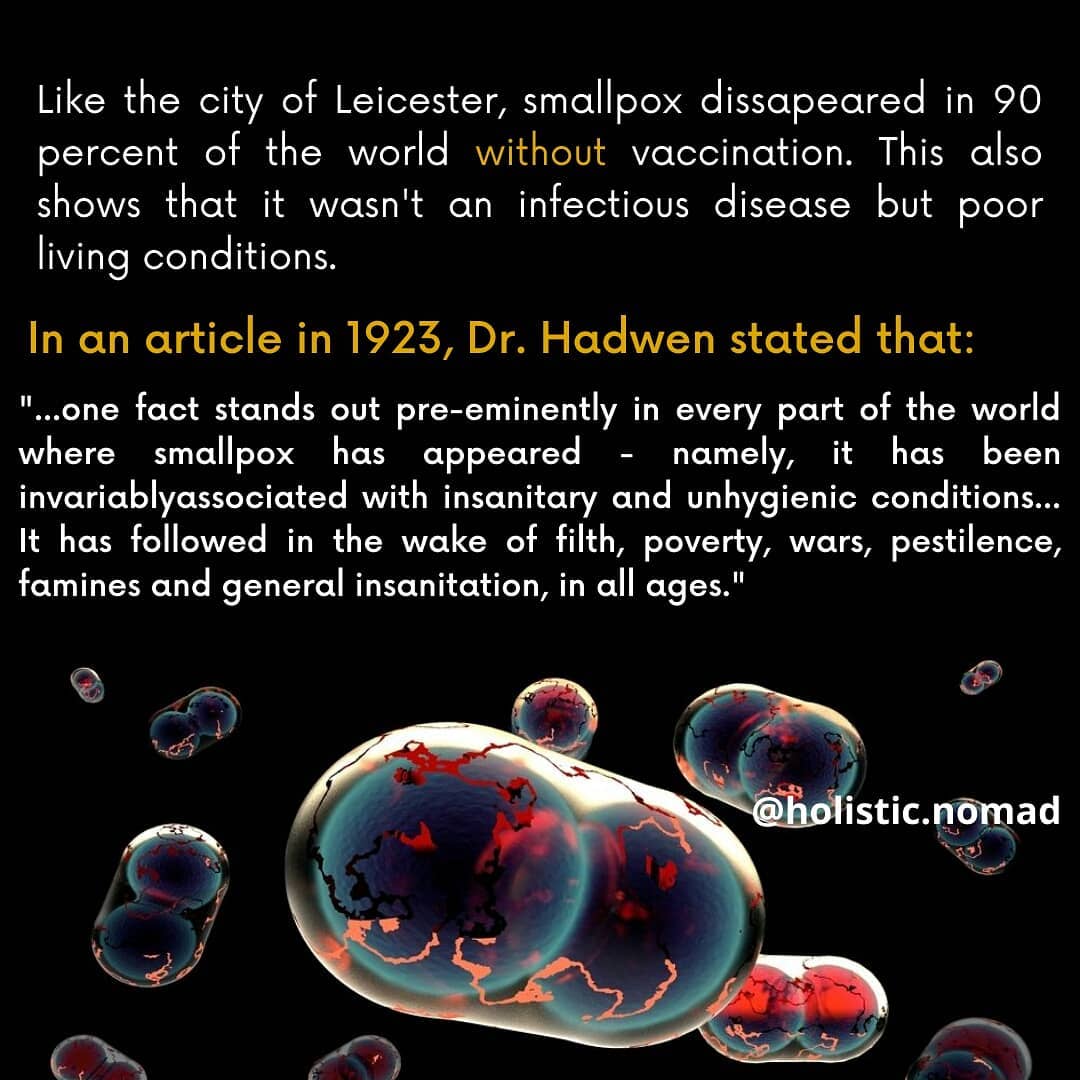 Like the city of Leicester, smallpox dissapeared in 90
percent of the world without vaccination. This also
shows that it wasn't an infectious disease but poor
living conditions.
In an article in 1923, Dr. Hadwen stated that:
"...one fact stands out pre-eminently in every part of the world
where smallpox has appeared - namely, it has been
invariablyassociated with insanitary and unhygienic conditions...
It has followed in the wake of filth, poverty, wars, pestilence,
famines and general insanitation, in all ages."
@holistic.nomad